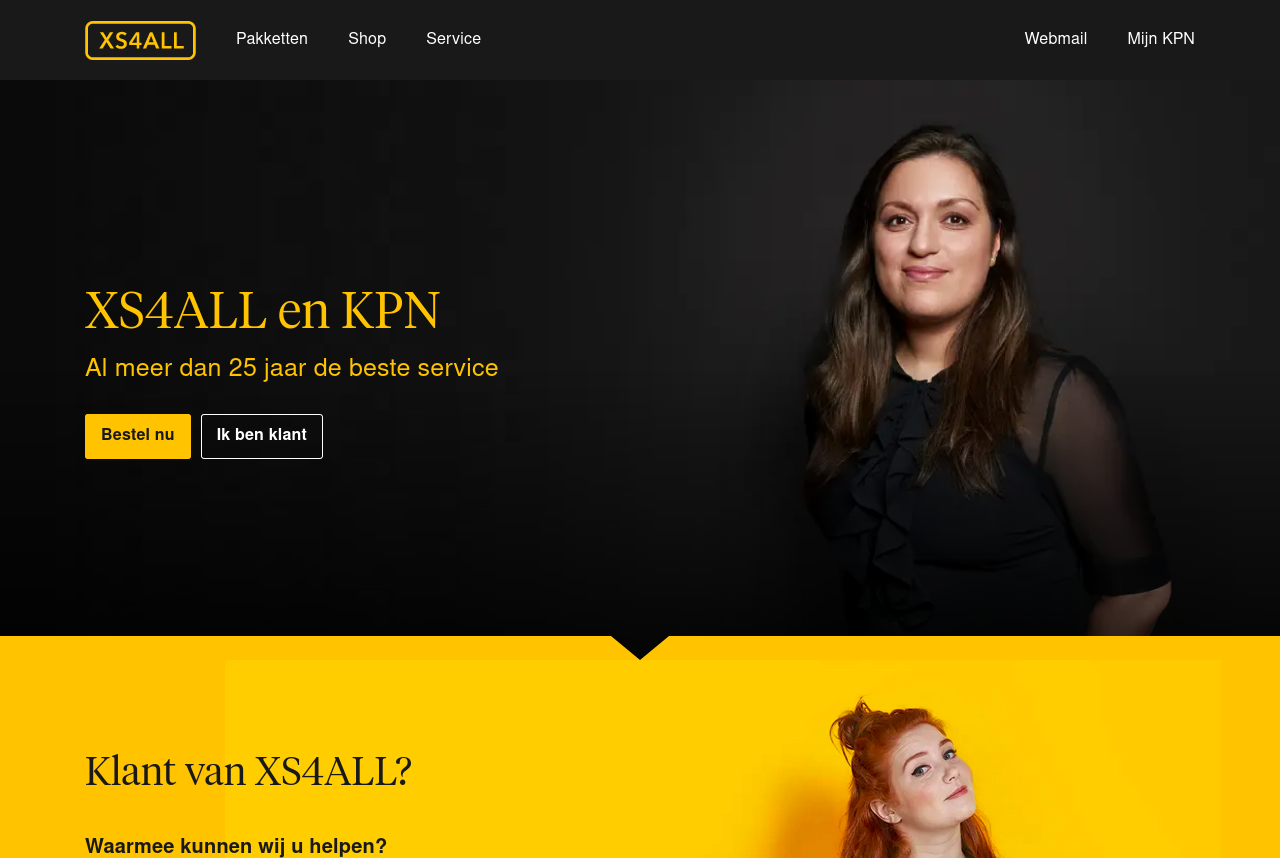 XS4ALL
Pakketten
Shop
Service
Webmail
Mijn KPN
XS4ALL en KPN
Al meer dan 25 jaar de beste service
Bestel nu
Ik ben klant
Klant van XS4ALL?
Waarmee kunnen wij u helpen?